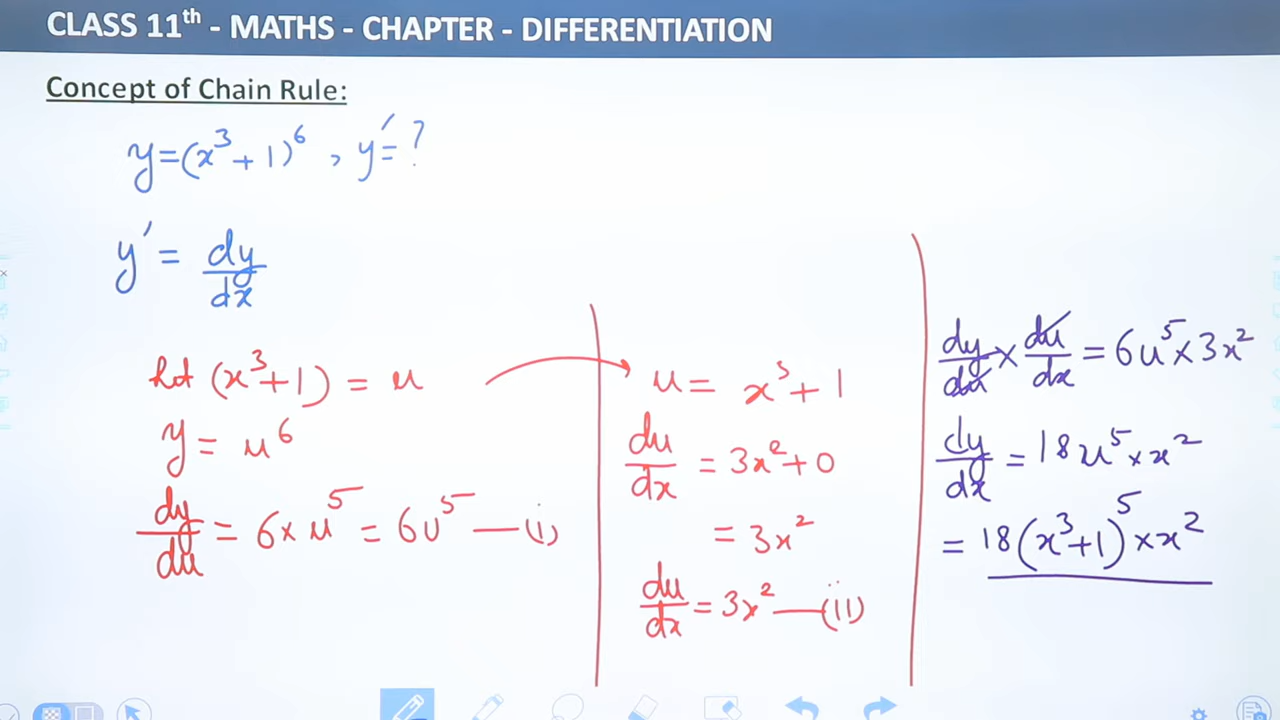 CLASS 11th - MATHS - CHAPTER - DIFFERENTIATION
Concept of Chain Rule:
y=(x³+1)⁶ , y'=?
y' = dy/dx
let (x³+1) = u
y = u⁶
dy/du = 6×u⁵ = 6u⁵ —(i)
u = x³+1
du/dx = 3x²+0
= 3x²
du/dx = 3x² —(ii)
dy/du × du/dx = 6u⁵×3x²
dy/dx = 18u⁵×x²
= 18(x³+1)⁵×x²